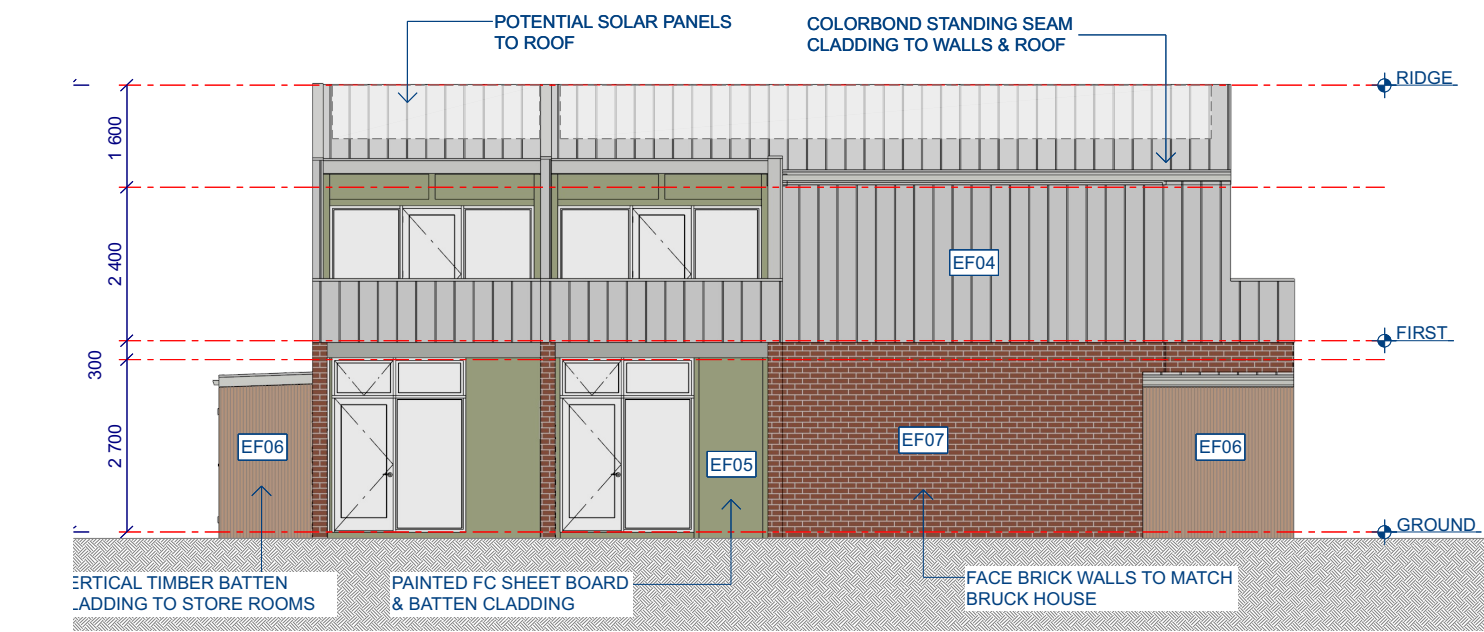 POTENTIAL SOLAR PANELS
TO ROOF
COLORBOND STANDING SEAM
CLADDING TO WALLS & ROOF
RIDGE
1 600
2 400
EF04
FIRST
300
2 700
EF06
EF05
EF07
EF06
GROUND
ERTICAL TIMBER BATTEN
LADDING TO STORE ROOMS
PAINTED FC SHEET BOARD
& BATTEN CLADDING
FACE BRICK WALLS TO MATCH
BRUCK HOUSE